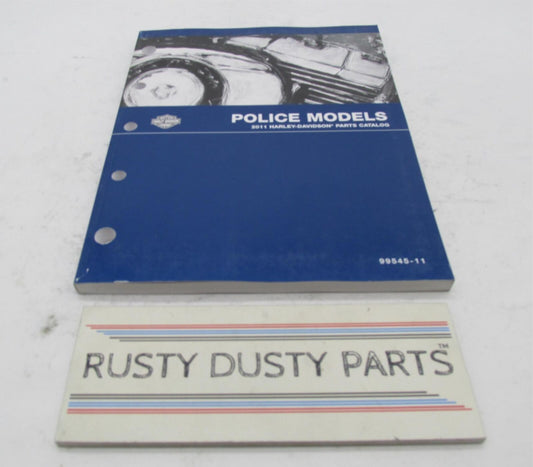 POLICE MODELS
2011 HARLEY-DAVIDSON® PARTS CATALOG
99545-11
RUSTY DUSTY PARTS™